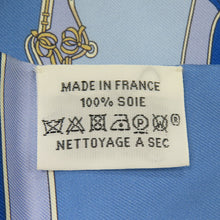 MADE IN FRANCE
100% SOIE
NETTOYAGE A SEC